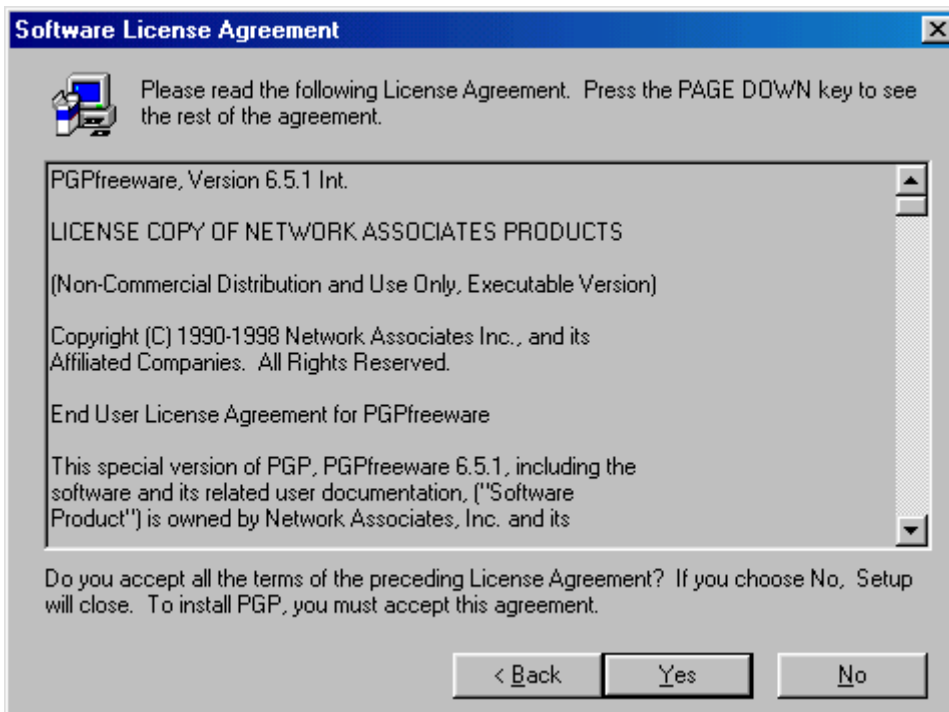 Software License Agreement
Please read the following License Agreement.  Press the PAGE DOWN key to see
the rest of the agreement.
PGPfreeware, Version 6.5.1 Int.
LICENSE COPY OF NETWORK ASSOCIATES PRODUCTS
(Non-Commercial Distribution and Use Only, Executable Version)
Copyright (C) 1990-1998 Network Associates Inc., and its
Affiliated Companies.  All Rights Reserved.
End User License Agreement for PGPfreeware
This special version of PGP, PGPfreeware 6.5.1, including the
software and its related user documentation, ("Software
Product") is owned by Network Associates, Inc. and its
Do you accept all the terms of the preceding License Agreement?  If you choose No,  Setup
will close.  To install PGP, you must accept this agreement.
< Back
Yes
No